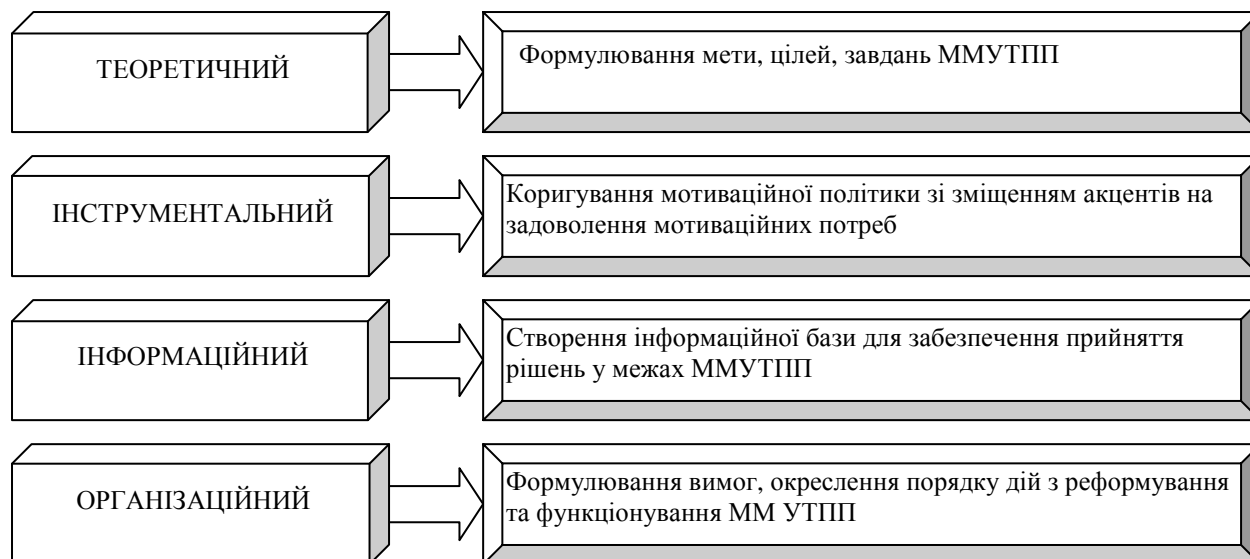 ТЕОРЕТИЧНИЙ
Формулювання мети, цілей, завдань ММУТПП
ІНСТРУМЕНТАЛЬНИЙ
Коригування мотиваційної політики зі зміщенням акцентів на
задоволення мотиваційних потреб
ІНФОРМАЦІЙНИЙ
Створення інформаційної бази для забезпечення прийняття
рішень у межах ММУТПП
ОРГАНІЗАЦІЙНИЙ
Формулювання вимог, окреслення порядку дій з реформування
та функціонування ММ УТПП